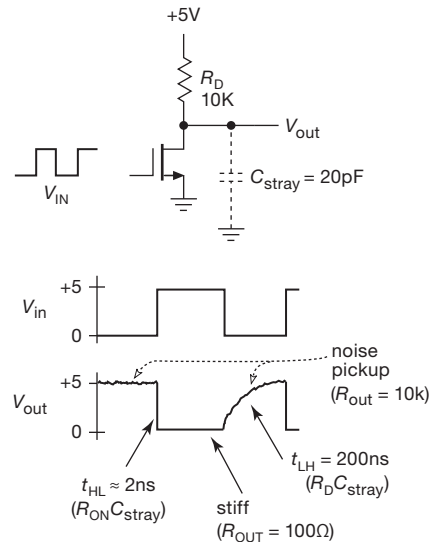 +5V
R_D
10K
V_out
V_IN
C_stray = 20pF
+5
V_in
0
noise
pickup
(R_out = 10k)
+5
V_out
0
t_HL ≈ 2ns
(R_ON C_stray)
stiff
(R_OUT = 100Ω)
t_LH = 200ns
(R_D C_stray)